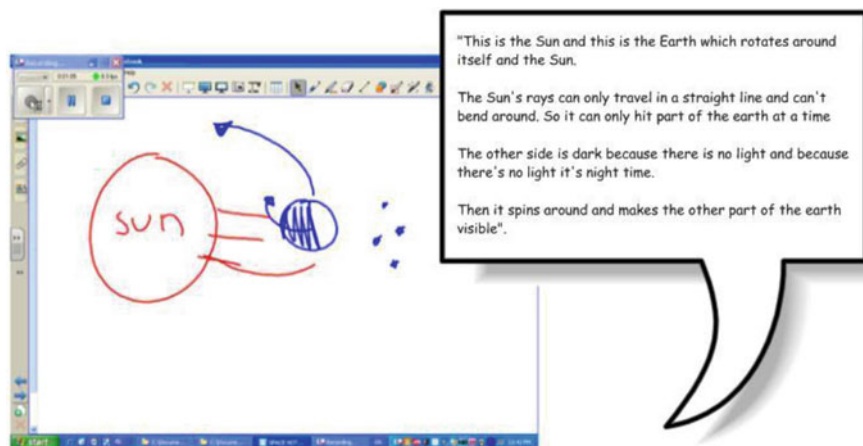 "This is the Sun and this is the Earth which rotates around
itself and the Sun.
The Sun's rays can only travel in a straight line and can't
bend around. So it can only hit part of the earth at a time
The other side is dark because there is no light and because
there's no light it's night time.
Then it spins around and makes the other part of the earth
visible".
sun
start